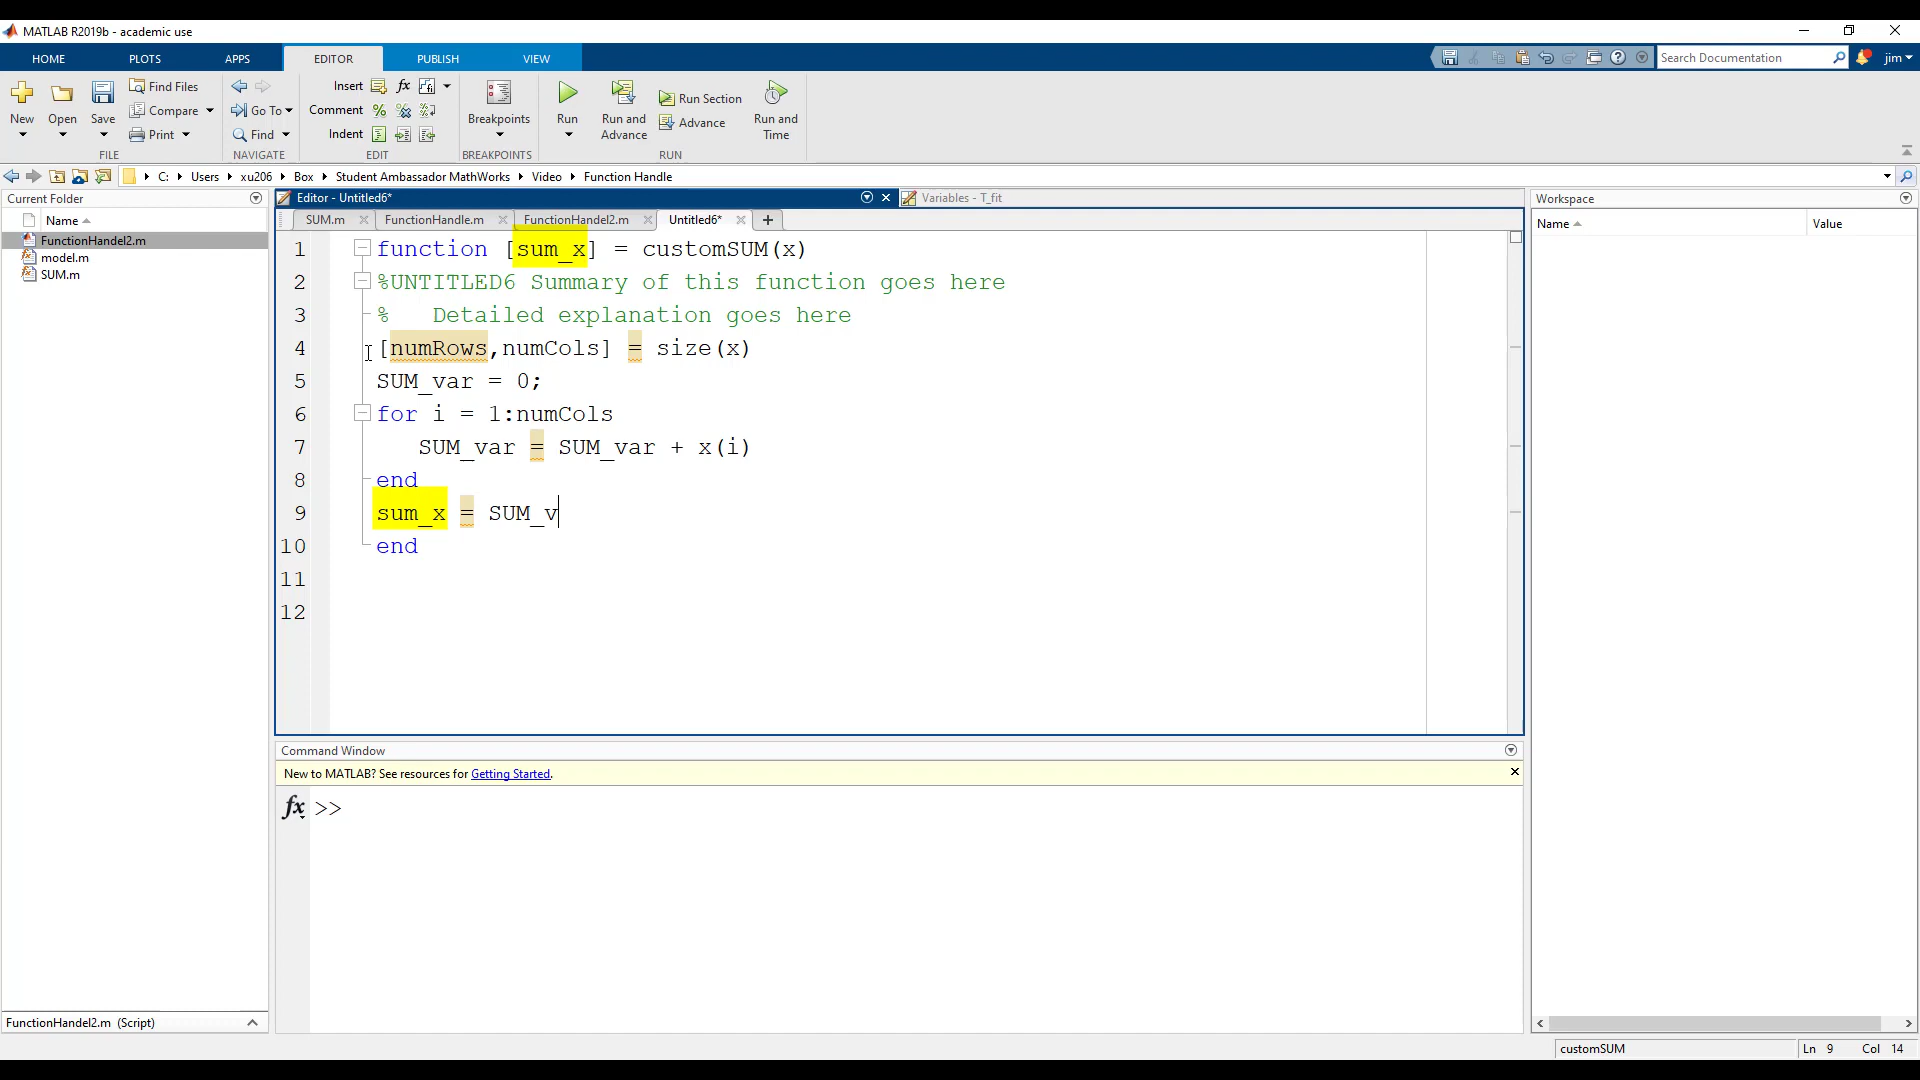 MATLAB R2019b - academic use
HOME PLOTS APPS EDITOR PUBLISH VIEW Search Documentation jim
New Open Save Find Files Compare Print Go To Find Insert Comment Indent fx Breakpoints Run Run and Advance Run Section Advance Run and Time
FILE NAVIGATE EDIT BREAKPOINTS RUN
C: Users xu206 Box Student Ambassador MathWorks Video Function Handle
Current Folder
Name
FunctionHandel2.m
model.m
SUM.m
FunctionHandel2.m (Script)
Editor - Untitled6* Variables - T_fit
SUM.m FunctionHandle.m FunctionHandel2.m Untitled6* +
1 function [sum_x] = customSUM(x)
2 %UNTITLED6 Summary of this function goes here
3 % Detailed explanation goes here
4 [numRows,numCols] = size(x)
5 SUM_var = 0;
6 for i = 1:numCols
7 SUM_var = SUM_var + x(i)
8 end
9 sum_x = SUM_v
10 end
11
12
Command Window
New to MATLAB? See resources for Getting Started.
fx >>
Workspace
Name Value
customSUM Ln 9 Col 14